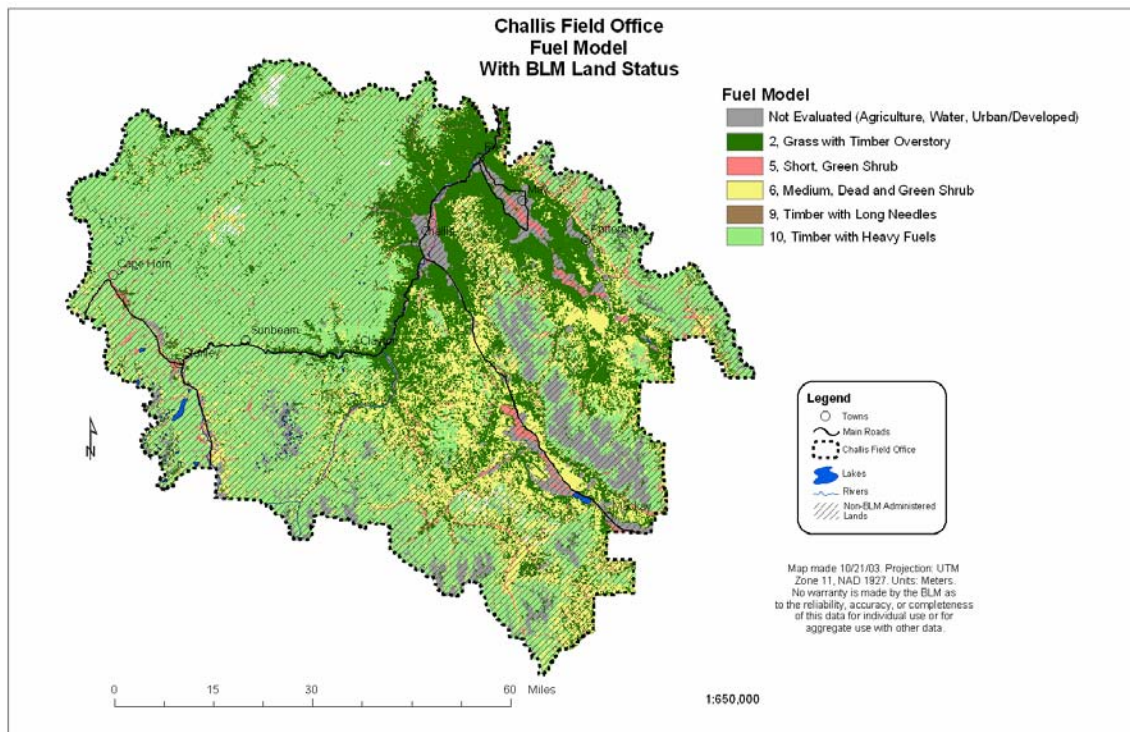 Challis Field Office
Fuel Model
With BLM Land Status
Fuel Model
Not Evaluated (Agriculture, Water, Urban/Developed)
2, Grass with Timber Overstory
5, Short, Green Shrub
6, Medium, Dead and Green Shrub
9, Timber with Long Needles
10, Timber with Heavy Fuels
Challis
Cape Horn
Sunbeam
Stanley
N
Legend
Towns
Main Roads
Challis Field Office
Lakes
Rivers
Non-BLM Administered
Lands
Map made 10/21/03. Projection: UTM
Zone 11, NAD 1927. Units: Meters.
No warranty is made by the BLM as
to the reliability, accuracy, or completeness
of this data for individual use or for
aggregate use with other data.
0 15 30 60 Miles
1:650,000